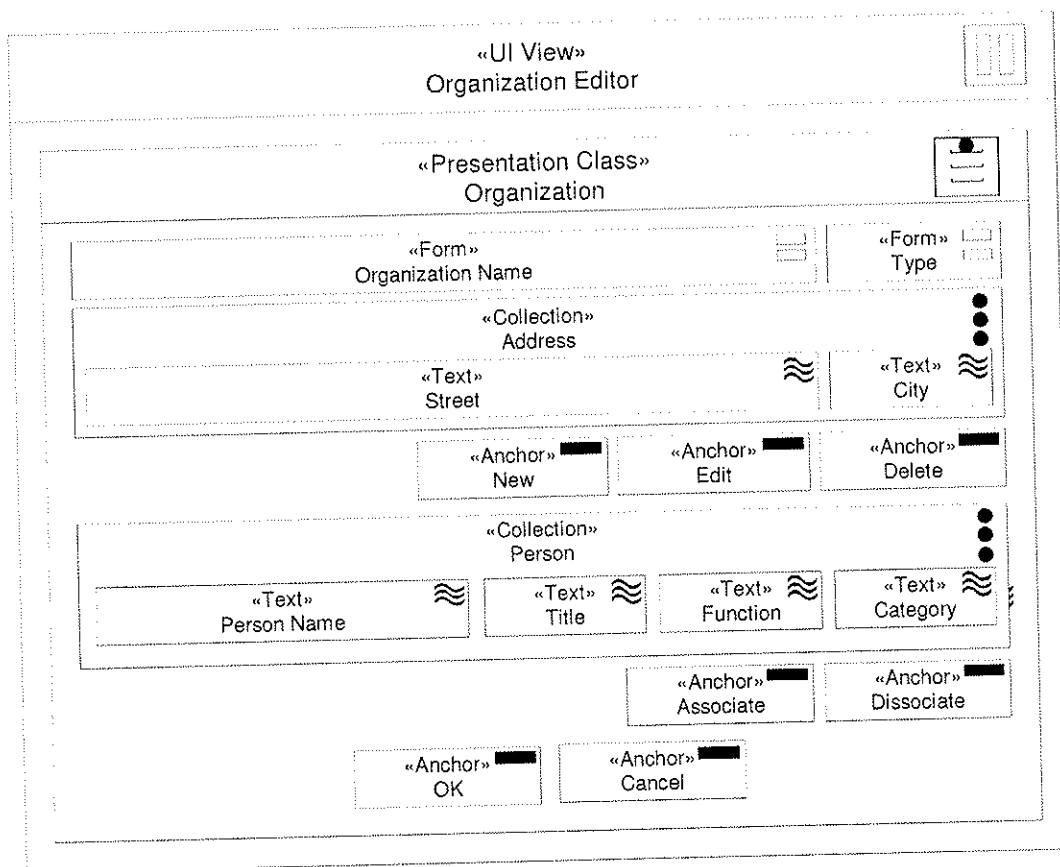 «UI View»
Organization Editor
«Presentation Class»
Organization
«Form»
Organization Name
«Form»
Type
«Collection»
Address
«Text»
Street
«Text»
City
«Anchor»
New
«Anchor»
Edit
«Anchor»
Delete
«Collection»
Person
«Text»
Person Name
«Text»
Title
«Text»
Function
«Text»
Category
«Anchor»
Associate
«Anchor»
Dissociate
«Anchor»
OK
«Anchor»
Cancel